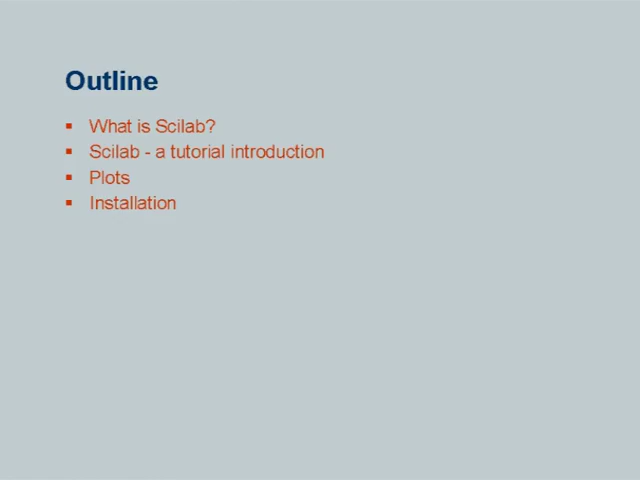 Outline
▪ What is Scilab?
▪ Scilab - a tutorial introduction
▪ Plots
▪ Installation